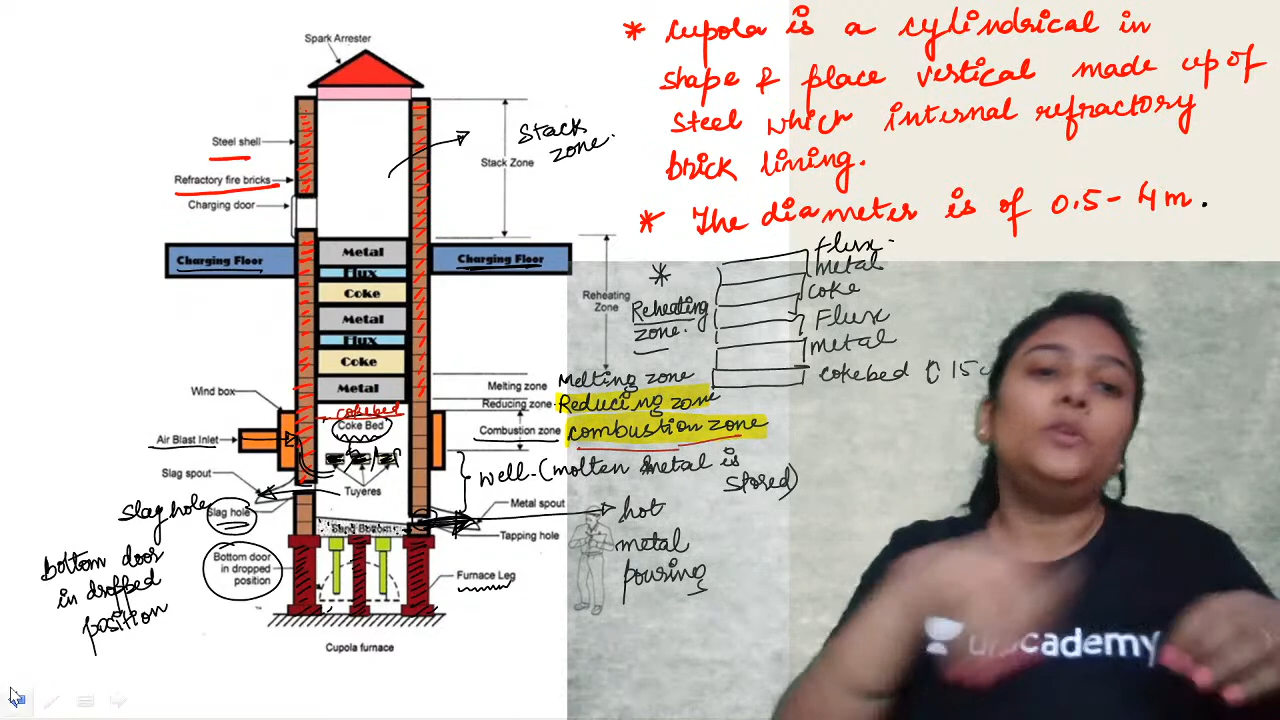 Spark Arrester
Steel shell
Refractory fire bricks
Charging door
Stack Zone
Stack
zone.
Charging Floor
Charging Floor
Metal
Flux
Coke
Metal
Flux
Coke
Metal
cokebed
Coke Bed
Reheating
Zone
Melting zone
Reducing zone
Combustion zone
Wind box
Air Blast Inlet
Slag spout
Slag hole
Slag hole
Tuyeres
Sand Bottom
Metal spout
Tapping hole
Bottom door
in dropped
position
bottom door
in dropped
position
Furnace Leg
Cupola furnace
* Cupola is a cylindrical in
shape & place vertical made up of
steel which internal refractory
brick lining.
* The diameter is of 0.5-4m.
*
Reheating
zone.
Flux
metal
coke
Flux
metal
cokebed
Melting zone
Reducing zone
combustion zone
well-(molten metal is
stored)
hot
metal
pouring
unacademy